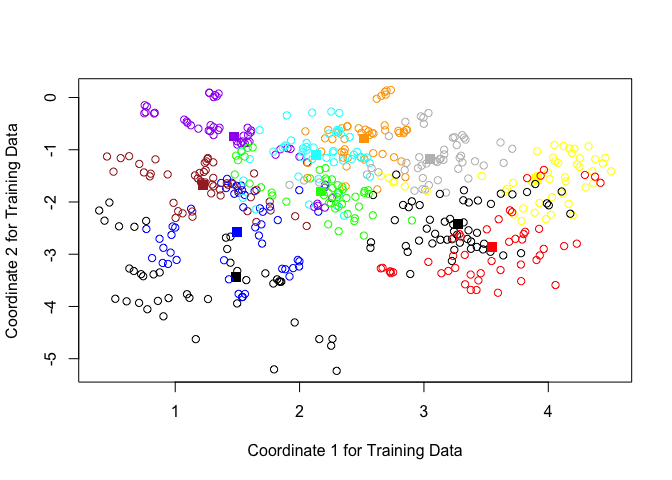 0
-1
-2
-3
-4
-5
Coordinate 2 for Training Data
1 2 3 4
Coordinate 1 for Training Data